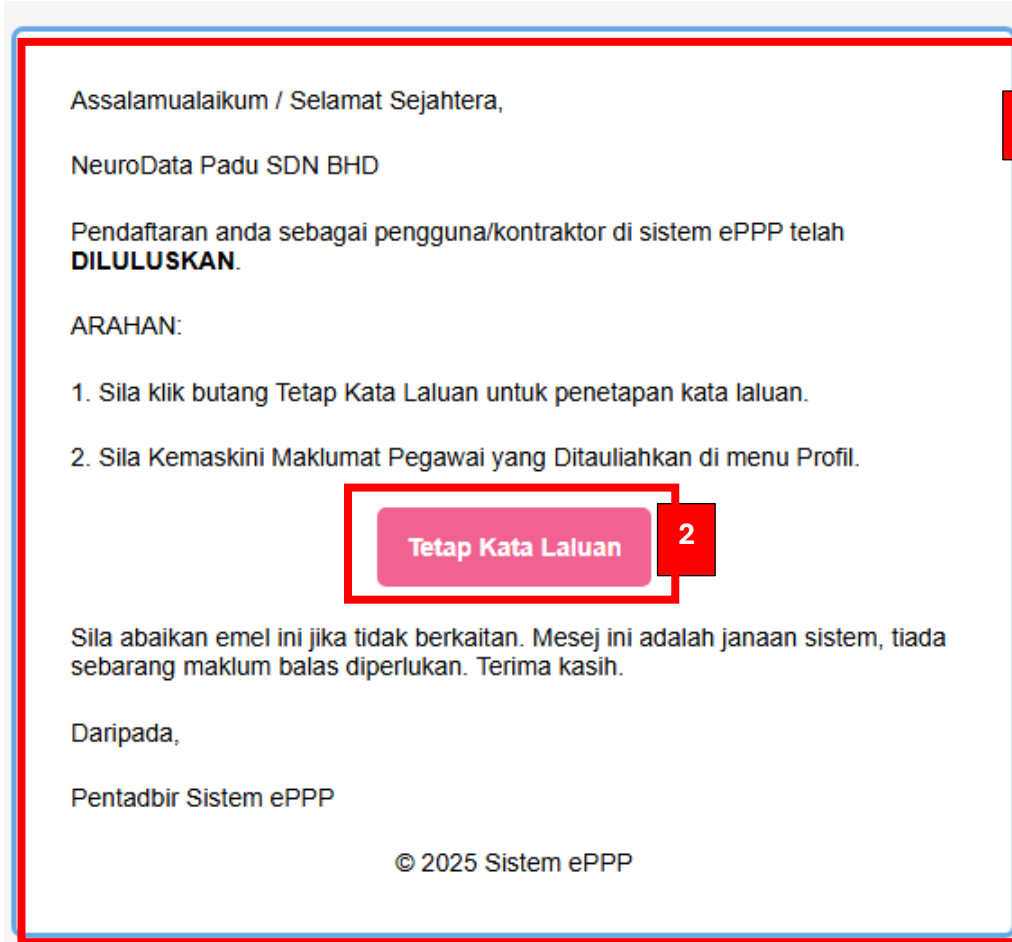 Assalamualaikum / Selamat Sejahtera,
NeuroData Padu SDN BHD
Pendaftaran anda sebagai pengguna/kontraktor di sistem ePPP telah
DILULUSKAN.
ARAHAN:
1. Sila klik butang Tetap Kata Laluan untuk penetapan kata laluan.
2. Sila Kemaskini Maklumat Pegawai yang Ditauliahkan di menu Profil.
Tetap Kata Laluan
2
Sila abaikan emel ini jika tidak berkaitan. Mesej ini adalah janaan sistem, tiada
sebarang maklum balas diperlukan. Terima kasih.
Daripada,
Pentadbir Sistem ePPP
© 2025 Sistem ePPP